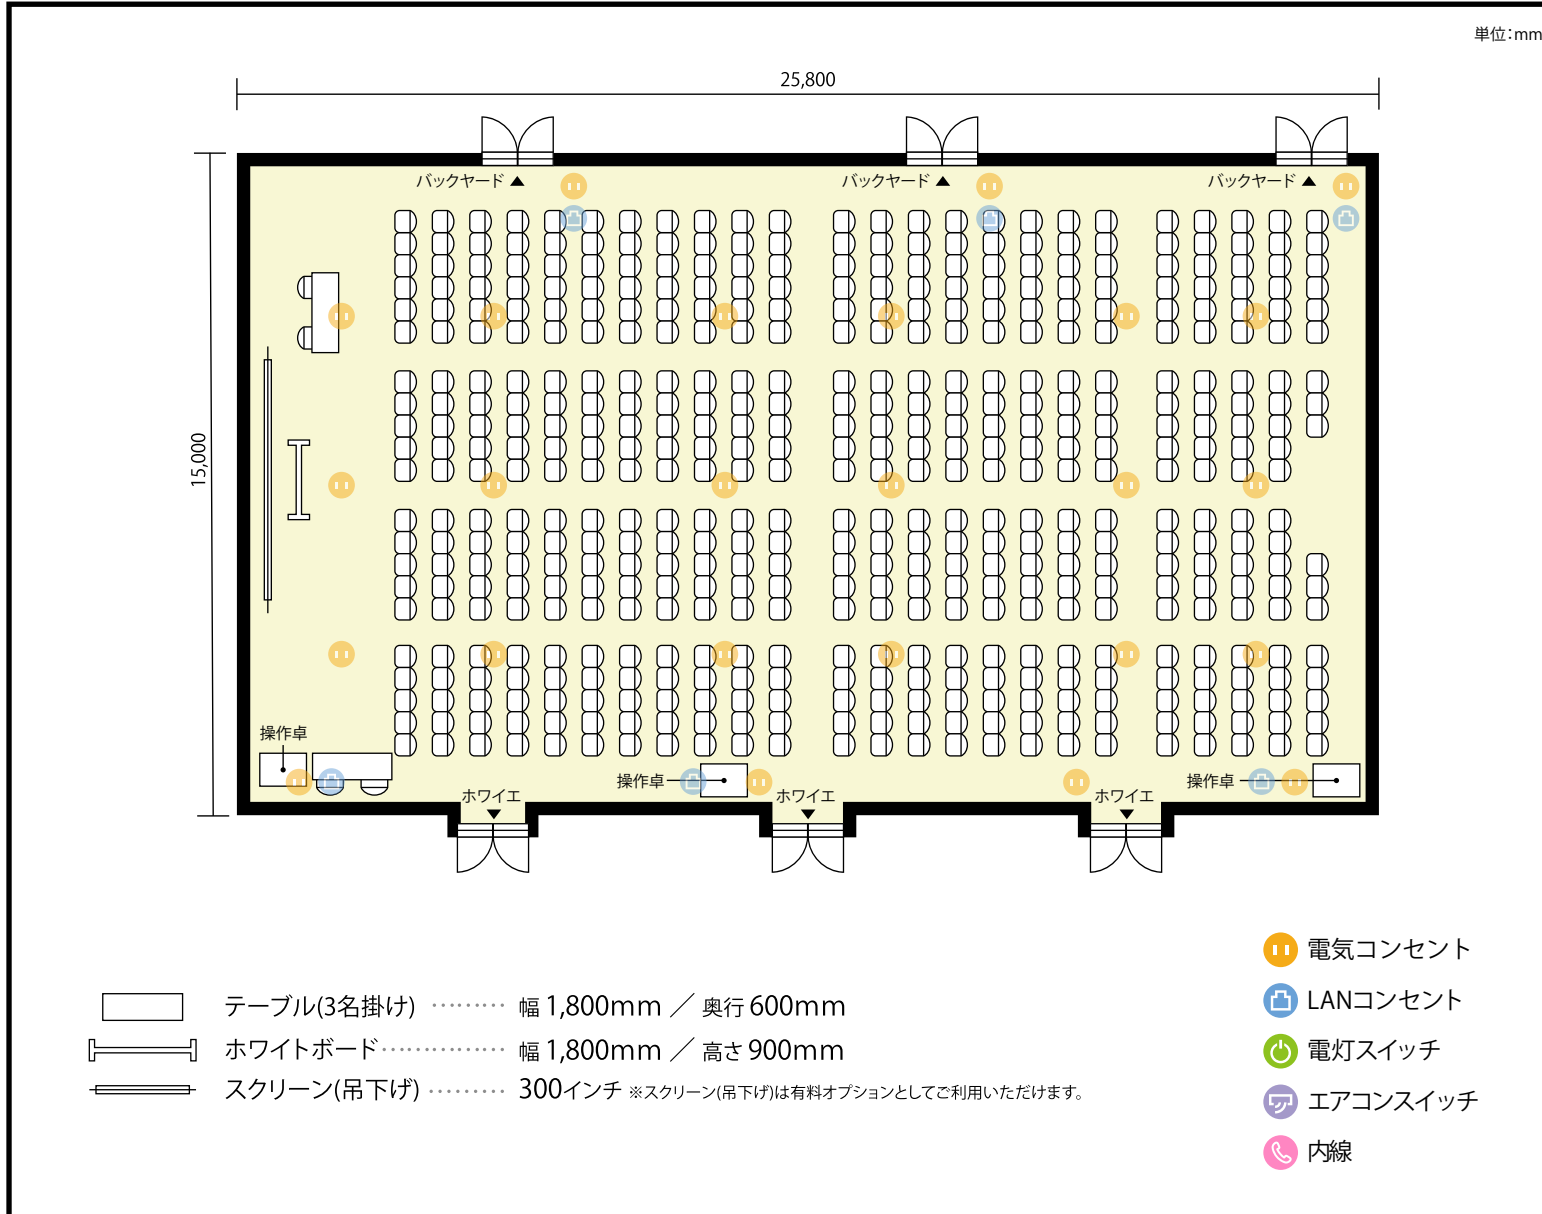 単位:mm
25,800
バックヤード
バックヤード
バックヤード
15,000
操作卓
操作卓
操作卓
ホワイエ
ホワイエ
ホワイエ
テーブル(3名掛け) ……… 幅 1,800mm ／ 奥行 600mm
ホワイトボード…………… 幅 1,800mm ／ 高さ 900mm
スクリーン(吊下げ) ……… 300インチ ※スクリーン(吊下げ)は有料オプションとしてご利用いただけます。
電気コンセント
LANコンセント
電灯スイッチ
エアコンスイッチ
内線